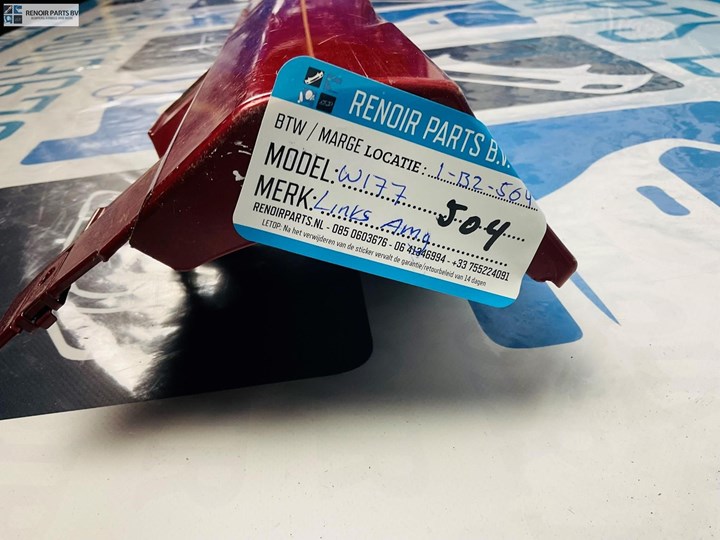 RENOIR PARTS BV
RENOIR PARTS B.V.
BTW / MARGE LOCATIE: 1-B2-504
MODEL: W177
MERK: Links Amg 504
RENOIRPARTS.NL - 085 0603676 - 06 41346994 - +33 755224091
LETOP: Na het verwijderen van de sticker vervalt de garantie/retourbeleid van 14 dagen